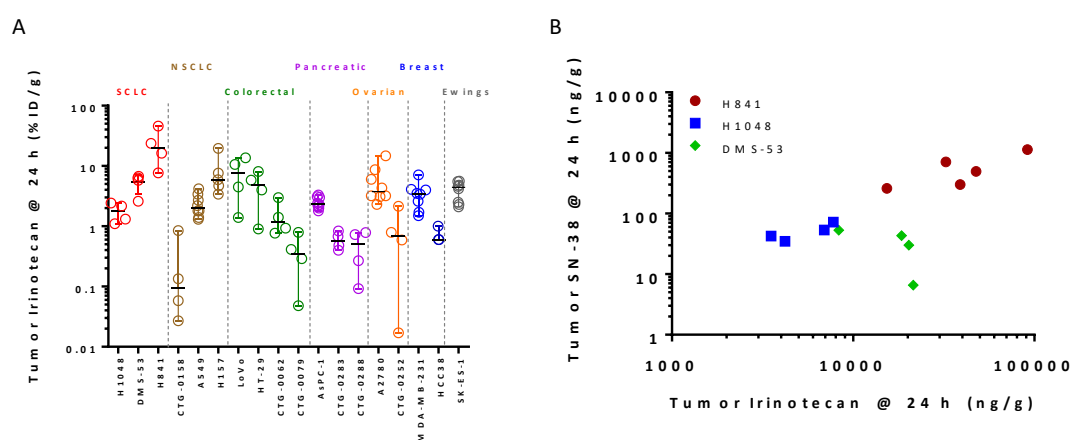 A
B
NSCLC
Pancreatic
Breast
SCLC
Colorectal
Ovarian
Ewings
Tumor Irinotecan @ 24 h (%ID/g)
100
10
1
0.1
0.01
H1048
DMS-53
H841
CTG-0158
A549
H157
LoVo
HT-29
CTG-0062
CTG-0079
AsPC-1
CTG-0283
CTG-0288
A2780
CTG-0252
MDA-MB-231
HCC38
SK-ES-1
Tumor SN-38 @ 24 h (ng/g)
10000
1000
100
10
1
H841
H1048
DMS-53
1000
10000
100000
Tumor Irinotecan @ 24 h (ng/g)